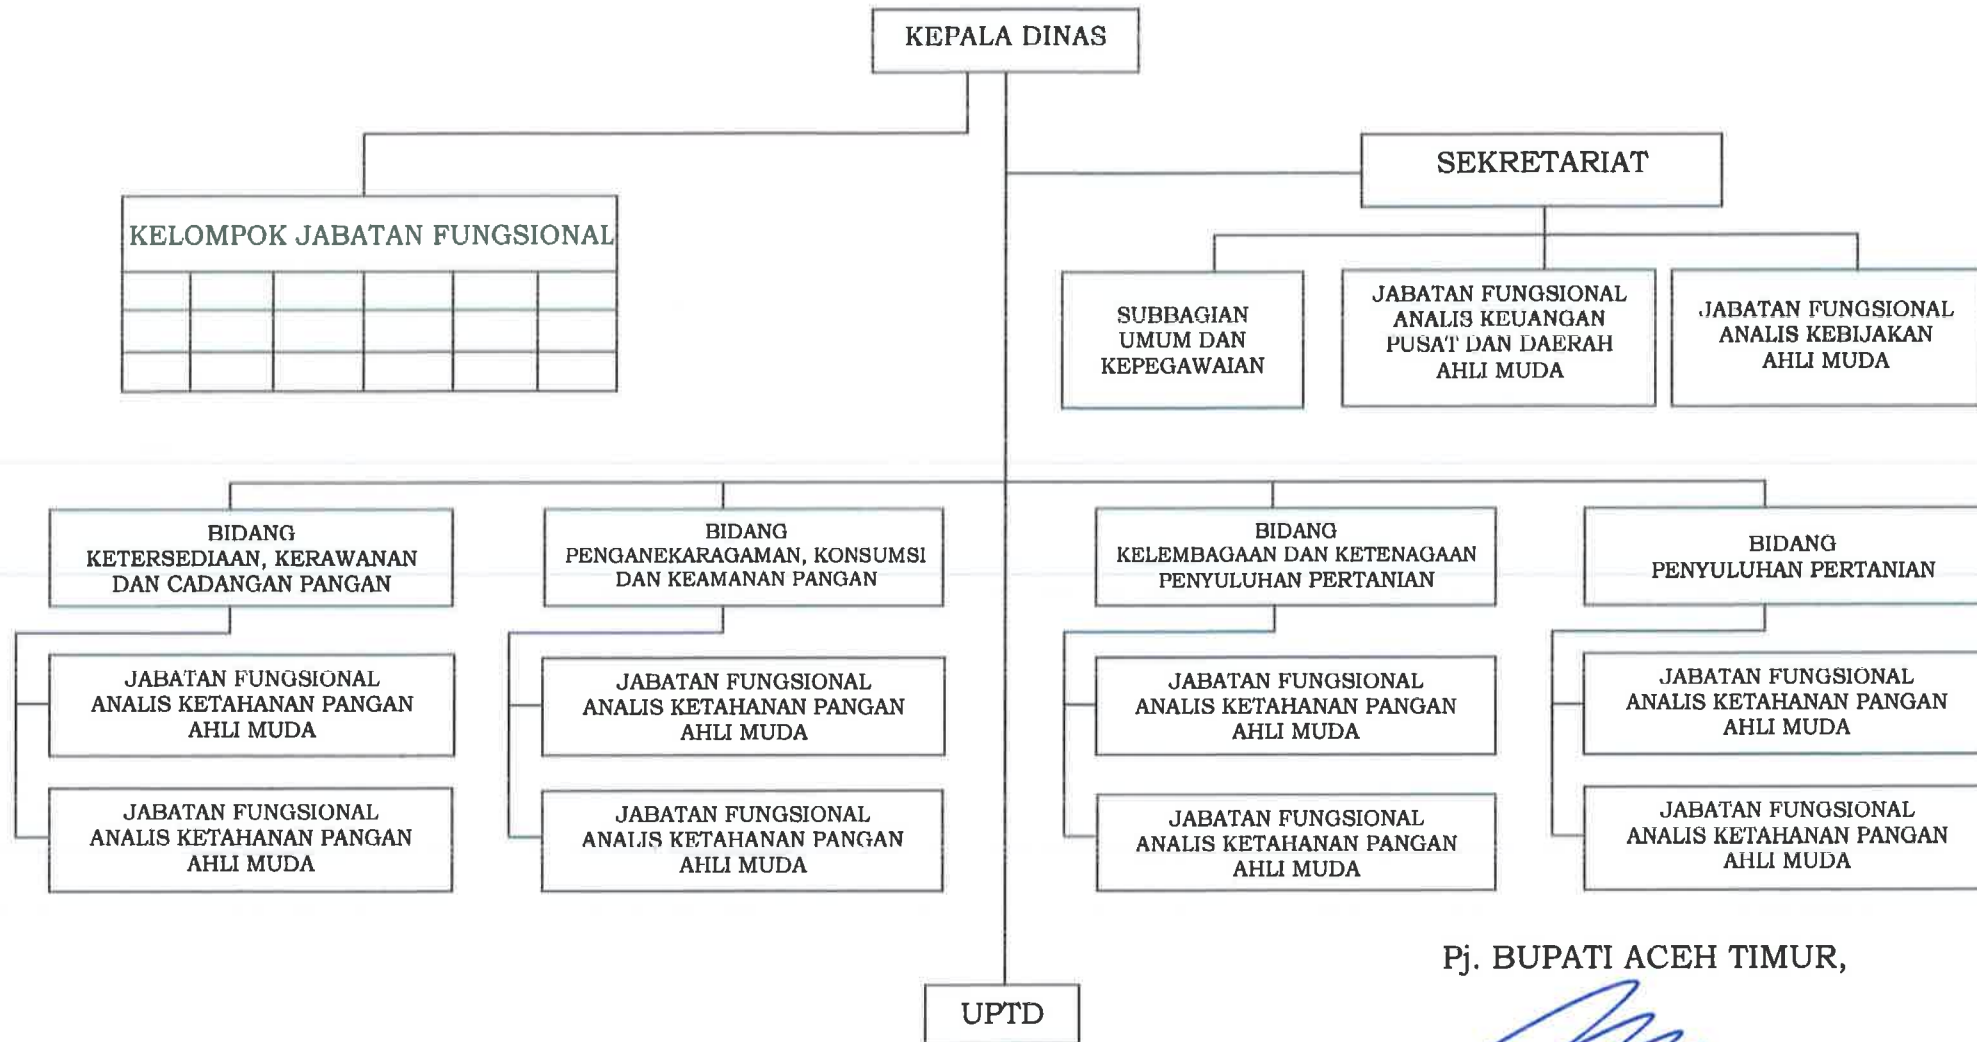 KEPALA DINAS
SEKRETARIAT
KELOMPOK JABATAN FUNGSIONAL
SUBBAGIAN
UMUM DAN
KEPEGAWAIAN
JABATAN FUNGSIONAL
ANALIS KEUANGAN
PUSAT DAN DAERAH
AHLI MUDA
JABATAN FUNGSIONAL
ANALIS KEBIJAKAN
AHLI MUDA
BIDANG
KETERSEDIAAN, KERAWANAN
DAN CADANGAN PANGAN
BIDANG
PENGANEKARAGAMAN, KONSUMSI
DAN KEAMANAN PANGAN
BIDANG
KELEMBAGAAN DAN KETENAGAAN
PENYULUHAN PERTANIAN
BIDANG
PENYULUHAN PERTANIAN
JABATAN FUNGSIONAL
ANALIS KETAHANAN PANGAN
AHLI MUDA
JABATAN FUNGSIONAL
ANALIS KETAHANAN PANGAN
AHLI MUDA
JABATAN FUNGSIONAL
ANALIS KETAHANAN PANGAN
AHLI MUDA
JABATAN FUNGSIONAL
ANALIS KETAHANAN PANGAN
AHLI MUDA
JABATAN FUNGSIONAL
ANALIS KETAHANAN PANGAN
AHLI MUDA
JABATAN FUNGSIONAL
ANALIS KETAHANAN PANGAN
AHLI MUDA
JABATAN FUNGSIONAL
ANALIS KETAHANAN PANGAN
AHLI MUDA
JABATAN FUNGSIONAL
ANALIS KETAHANAN PANGAN
AHLI MUDA
Pj. BUPATI ACEH TIMUR,
UPTD